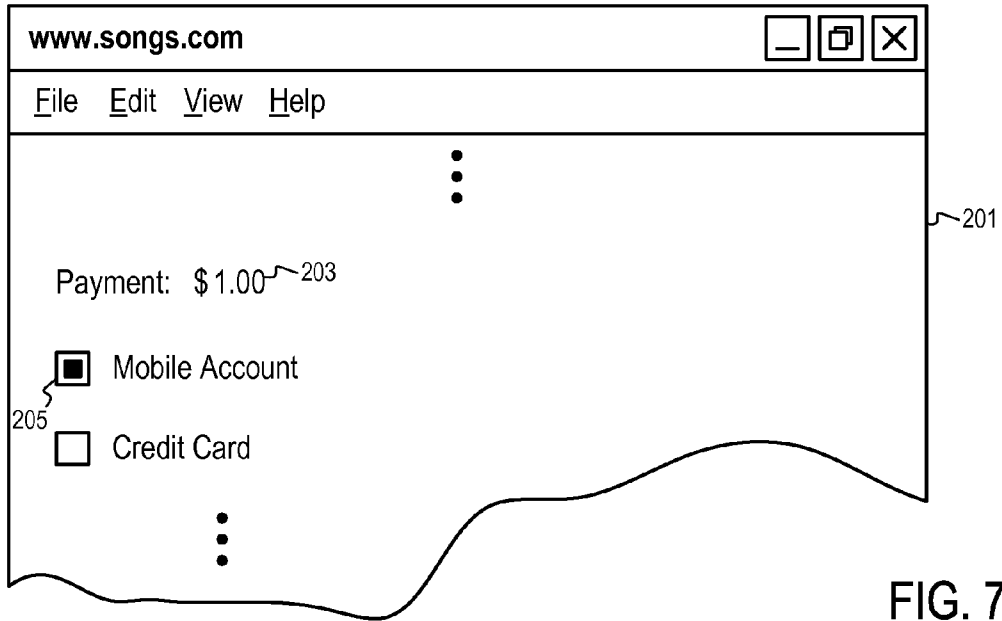 www.songs.com
File Edit View Help
201
Payment: $1.00 203
Mobile Account
205
Credit Card
FIG. 7